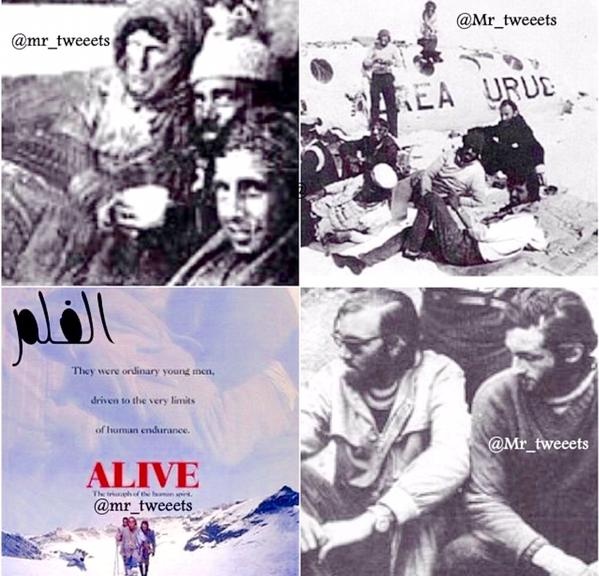 @mr_tweeets
@Mr_tweeets
REA URUG
الفلم
They were ordinary young men,
driven to the very limits
of human endurance.
ALIVE
The triumph of the human spirit.
@mr_tweeets
@Mr_tweeets